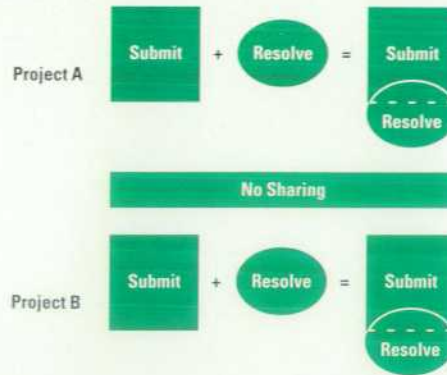 Project A
Submit + Resolve = Submit
Resolve
No Sharing
Project B
Submit + Resolve = Submit
Resolve